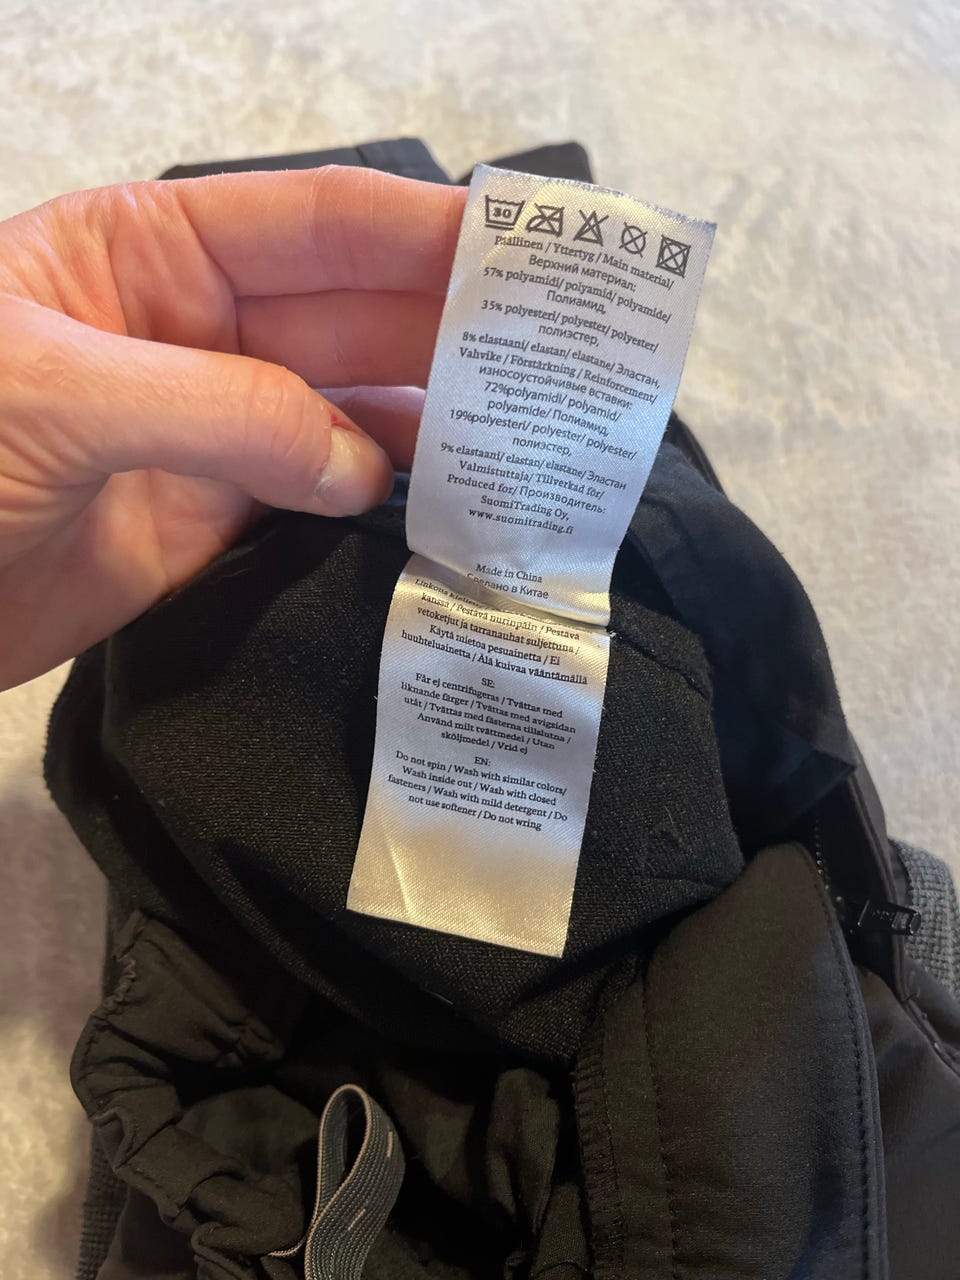 30
Päällinen / Yttertyg / Main material/
Верхний материал:
57% polyamidi/ polyamid/ polyamide/
Полиамид,
35% polyesteri/ polyester/ polyester/
полиэстер,
8% elastaani/ elastan/ elastane/ Эластан,
Vahvike / Förstärkning / Reinforcement/
износоустойчивые вставки:
72%polyamidi/ polyamid/
polyamide/ Полиамид,
19%polyesteri/ polyester/ polyester/
полиэстер,
9% elastaani/ elastan/ elastane/Эластан
Valmistuttaja/ Tillverkad för/
Produced for/ Производитель:
SuomiTrading Oy,
www.suomitrading.fi
Made in China
Сделано в Китае
kanssa/ Pestävä nurinpäin / Pestävä
vetoketjut ja tarranauhat suljettuna /
Käytä mietoa pesuainetta / Ei
huuhteluainetta / Älä kuivaa vääntämällä
SE:
Får ej centrifugeras / Tvättas med
liknande färger / Tvättas med avigsidan
utåt / Tvättas med fästerna tillslutna /
Använd milt tvättmedel / Utan
sköljmedel / Vrid ej
EN:
Do not spin / Wash with similar colors/
Wash inside out / Wash with closed
fasteners / Wash with mild detergent / Do
not use softener / Do not wring